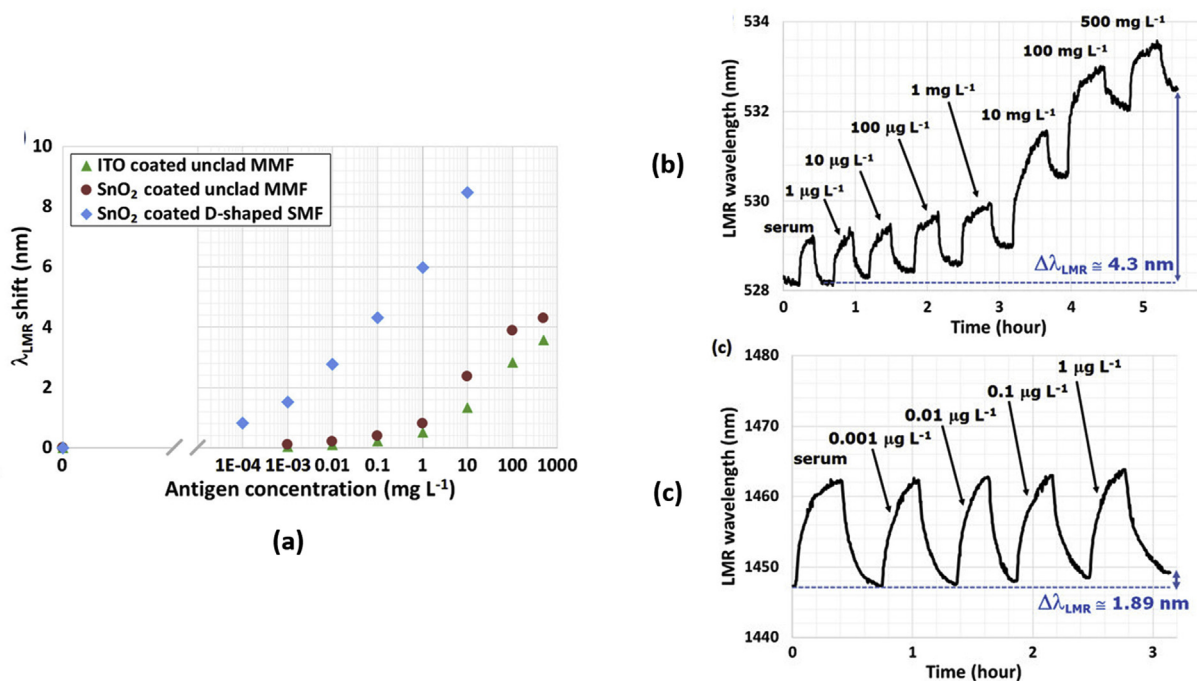 10
8
6
4
2
0
λLMR shift (nm)
ITO coated unclad MMF
SnO2 coated unclad MMF
SnO2 coated D-shaped SMF
0 1E-04 1E-03 0.01 0.1 1 10 100 1000
Antigen concentration (mg L-1)
(a)
(b)
534
532
530
528
LMR wavelength (nm)
serum
1 μg L-1
10 μg L-1
100 μg L-1
1 mg L-1
10 mg L-1
100 mg L-1
500 mg L-1
ΔλLMR ≅ 4.3 nm
0 1 2 3 4 5
Time (hour)
(c)
(c)
1480
1470
1460
1450
1440
LMR wavelength (nm)
serum
0.001 μg L-1
0.01 μg L-1
0.1 μg L-1
1 μg L-1
ΔλLMR ≅ 1.89 nm
0 1 2 3
Time (hour)